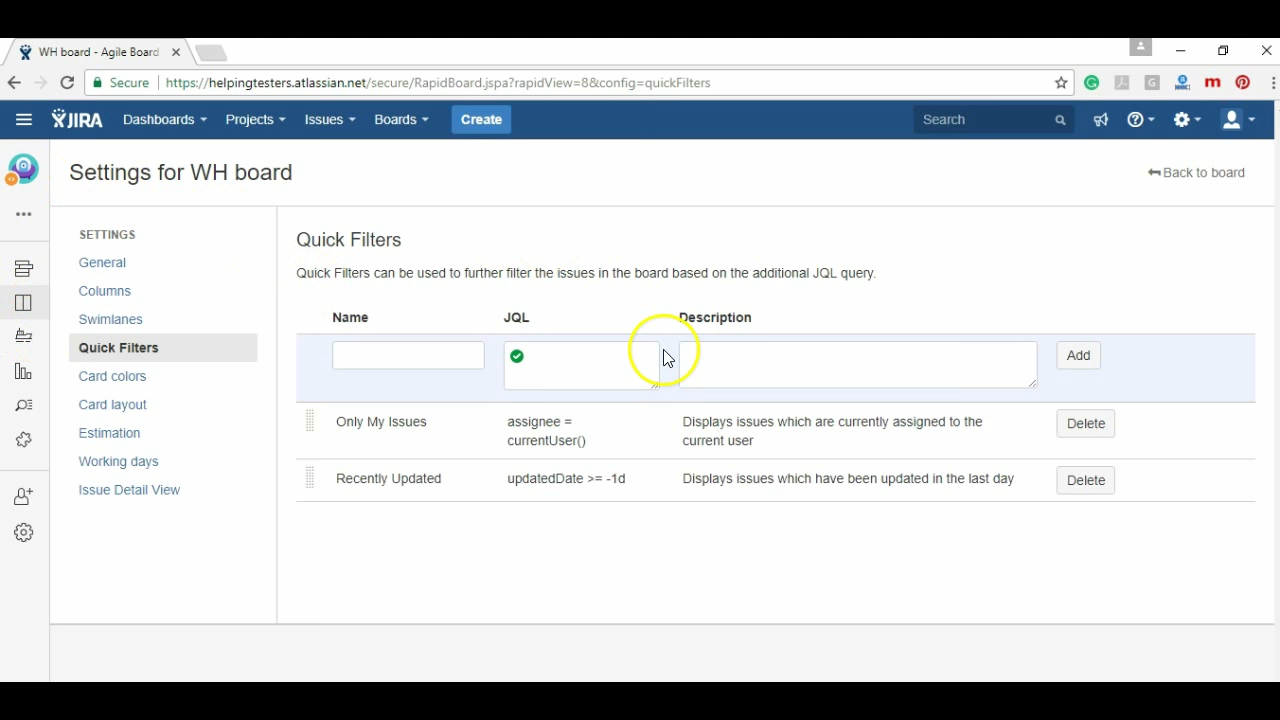 WH board - Agile Board
Secure https://helpingtesters.atlassian.net/secure/RapidBoard.jspa?rapidView=8&config=quickFilters
JIRA Dashboards Projects Issues Boards Create Search
Settings for WH board
Back to board
SETTINGS
General
Columns
Swimlanes
Quick Filters
Card colors
Card layout
Estimation
Working days
Issue Detail View
Quick Filters
Quick Filters can be used to further filter the issues in the board based on the additional JQL query.
Name JQL Description
Add
Only My Issues assignee = Displays issues which are currently assigned to the Delete
currentUser() current user
Recently Updated updatedDate >= -1d Displays issues which have been updated in the last day Delete